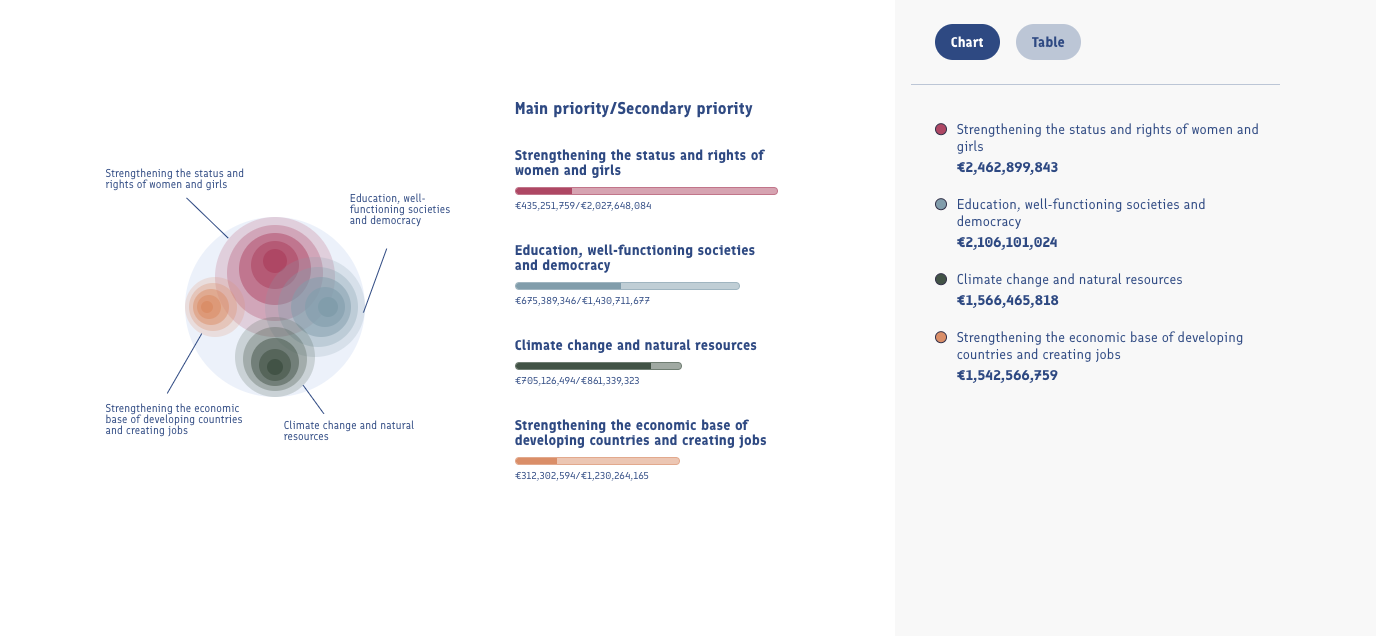 Strengthening the status and
rights of women and girls
Education, well-
functioning societies
and democracy
Strengthening the economic
base of developing countries
and creating jobs
Climate change and natural
resources
Main priority/Secondary priority
Strengthening the status and rights of
women and girls
€435,251,759/€2,027,648,084
Education, well-functioning societies
and democracy
€675,389,346/€1,430,711,677
Climate change and natural resources
€705,126,494/€861,339,323
Strengthening the economic base of
developing countries and creating jobs
€312,302,594/€1,230,264,165
Chart
Table
Strengthening the status and rights of women and
girls
€2,462,899,843
Education, well-functioning societies and
democracy
€2,106,101,024
Climate change and natural resources
€1,566,465,818
Strengthening the economic base of developing
countries and creating jobs
€1,542,566,759